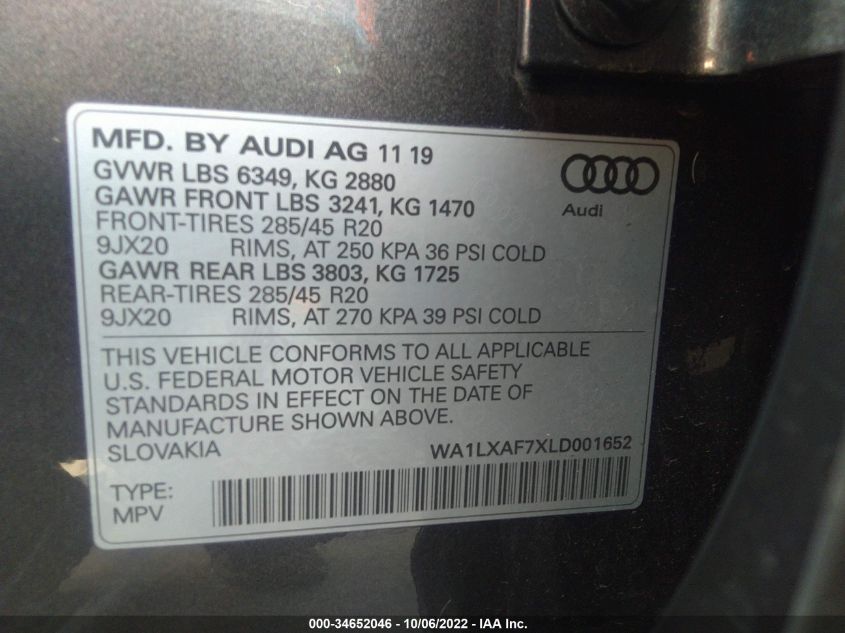 MFD. BY AUDI AG 11 19
GVWR LBS 6349, KG 2880
GAWR FRONT LBS 3241, KG 1470
FRONT-TIRES 285/45 R20
9JX20 RIMS, AT 250 KPA 36 PSI COLD
GAWR REAR LBS 3803, KG 1725
REAR-TIRES 285/45 R20
9JX20 RIMS, AT 270 KPA 39 PSI COLD
Audi
THIS VEHICLE CONFORMS TO ALL APPLICABLE
U.S. FEDERAL MOTOR VEHICLE SAFETY
STANDARDS IN EFFECT ON THE DATE OF
MANUFACTURE SHOWN ABOVE.
SLOVAKIA WA1LXAF7XLD001652
TYPE:
MPV
000-34652046 - 10/06/2022 - IAA Inc.